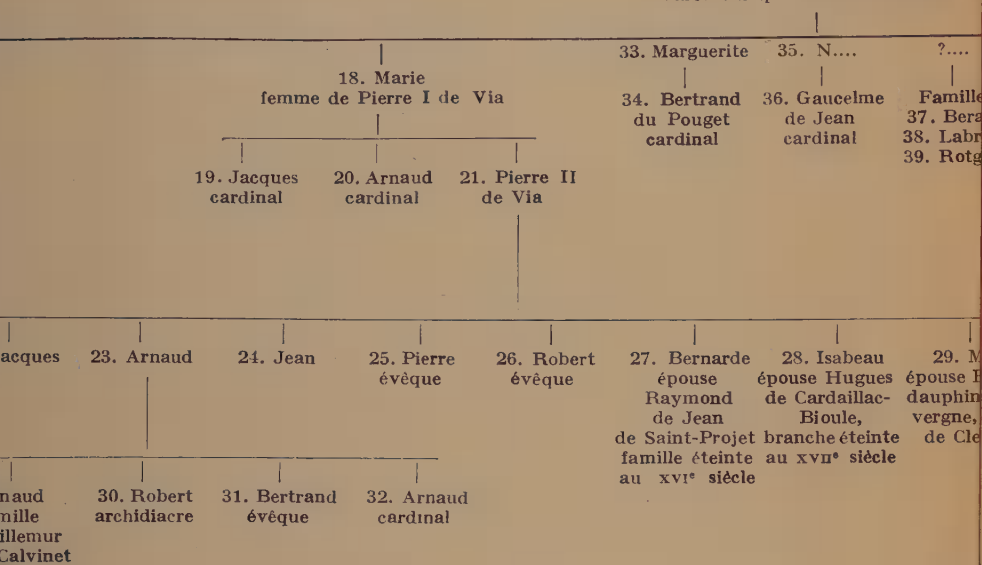 33. Marguerite 35. N.... ?....
18. Marie
femme de Pierre I de Via
34. Bertrand
du Pouget
cardinal
36. Gaucelme
de Jean
cardinal
Famille
37. Bera
38. Labr
39. Rotg
19. Jacques
cardinal
20. Arnaud
cardinal
21. Pierre II
de Via
acques
23. Arnaud
24. Jean
25. Pierre
évêque
26. Robert
évêque
27. Bernarde
épouse
Raymond
de Jean
de Saint-Projet
famille éteinte
au XVIᵉ siècle
28. Isabeau
épouse Hugues
de Cardaillac-
Bioule,
branche éteinte
au XVIIᵉ siècle
29. M
épouse
dauphin
vergne,
de Cle
naud
mille
illemur
Calvinet
30. Robert
archidiacre
31. Bertrand
évêque
32. Arnaud
cardinal